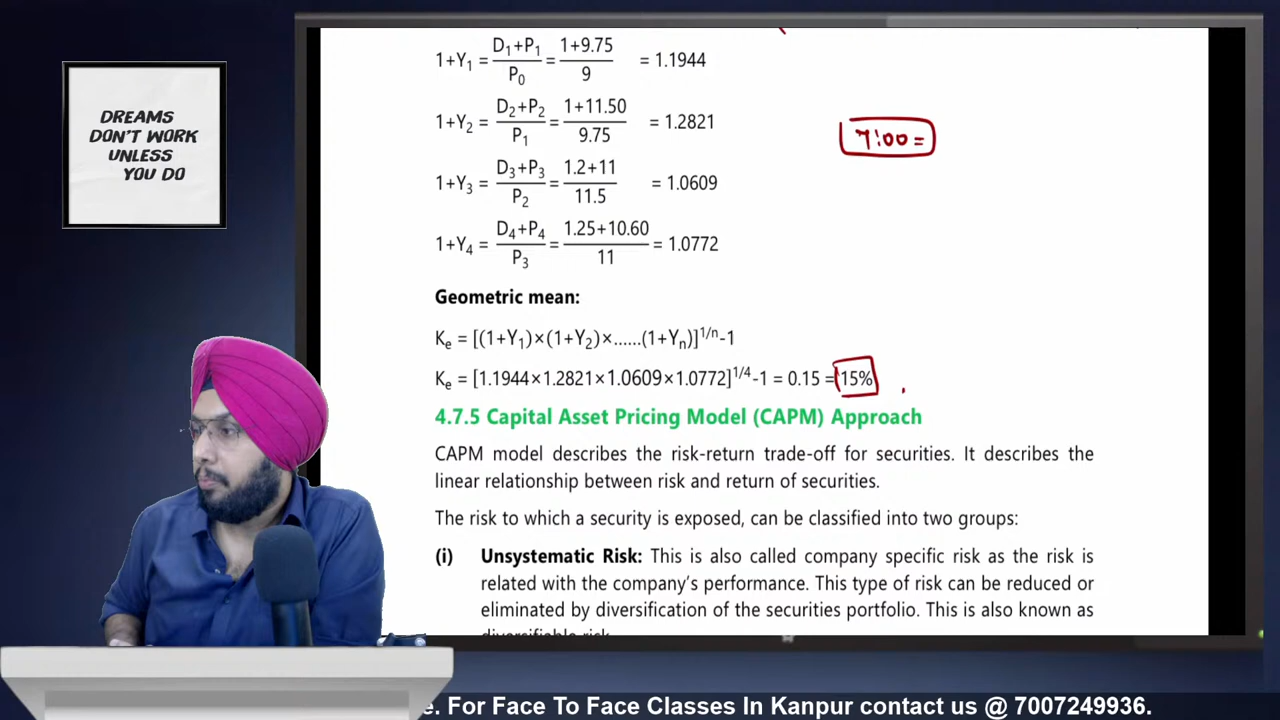 DREAMS
DON'T WORK
UNLESS
YOU DO
1+Y₁ = (D₁+P₁)/P₀ = (1+9.75)/9 = 1.1944
1+Y₂ = (D₂+P₂)/P₁ = (1+11.50)/9.75 = 1.2821
7:00=
1+Y₃ = (D₃+P₃)/P₂ = (1.2+11)/11.5 = 1.0609
1+Y₄ = (D₄+P₄)/P₃ = (1.25+10.60)/11 = 1.0772
Geometric mean:
Kₑ = [(1+Y₁)×(1+Y₂)×......(1+Yₙ)]^1/n-1
Kₑ = [1.1944×1.2821×1.0609×1.0772]^1/4-1 = 0.15 = 15%
4.7.5 Capital Asset Pricing Model (CAPM) Approach
CAPM model describes the risk-return trade-off for securities. It describes the
linear relationship between risk and return of securities.
The risk to which a security is exposed, can be classified into two groups:
(i) Unsystematic Risk: This is also called company specific risk as the risk is
related with the company's performance. This type of risk can be reduced or
eliminated by diversification of the securities portfolio. This is also known as
diversifiable risk
e. For Face To Face Classes In Kanpur contact us @ 7007249936.